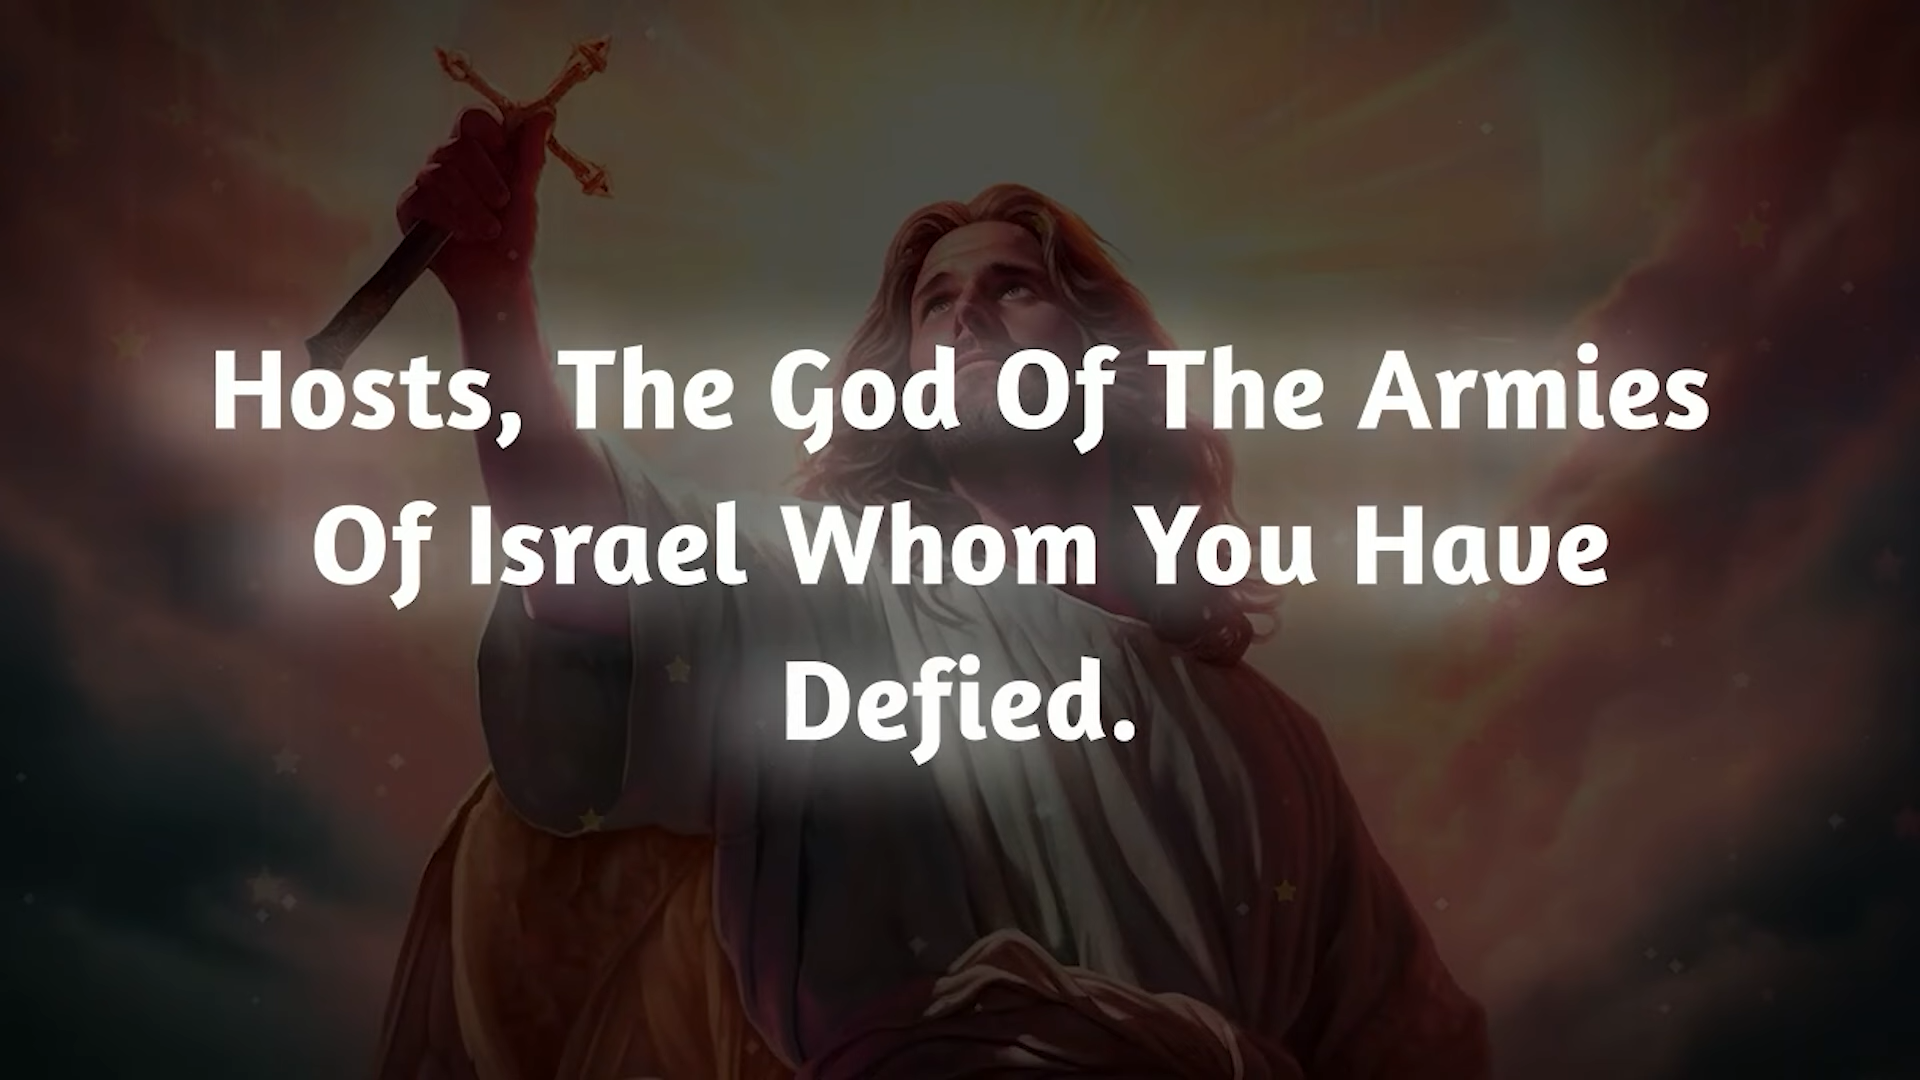 Hosts, The God Of The Armies
Of Israel Whom You Have
Defied.